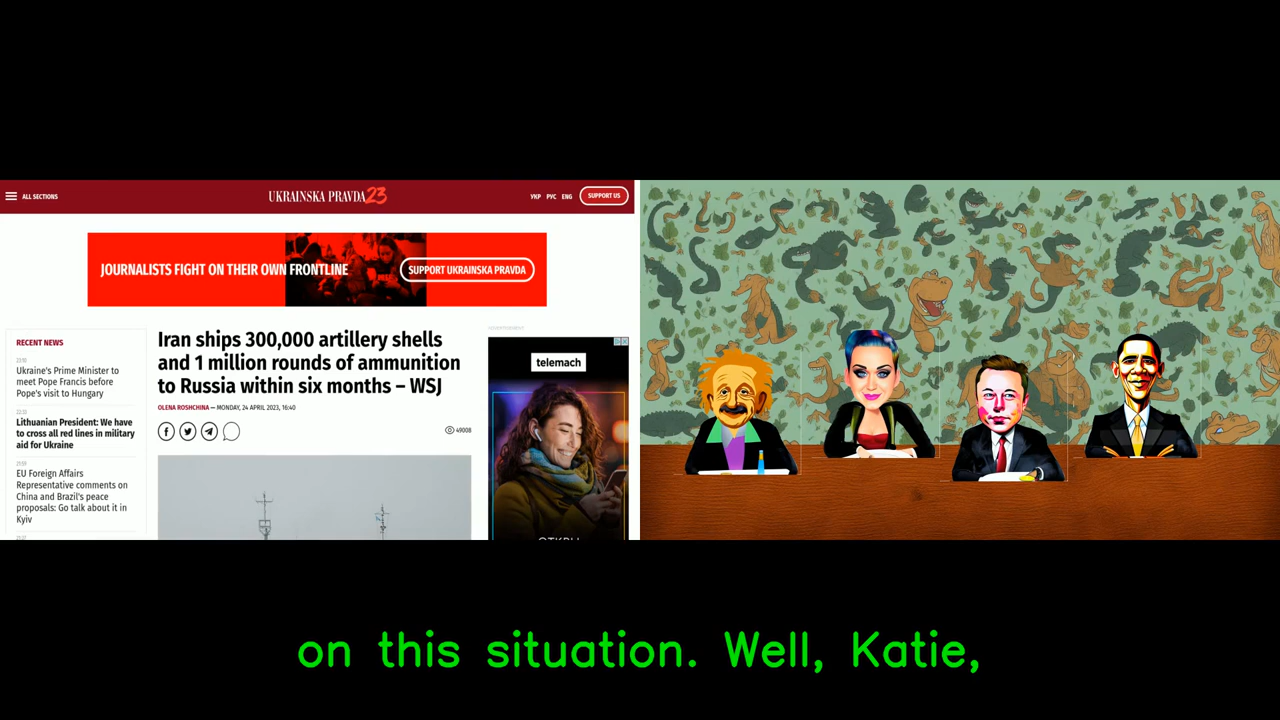 ALL SECTIONS
UKRAINSKA PRAVDA 23
УКР РУС ENG
SUPPORT US
JOURNALISTS FIGHT ON THEIR OWN FRONTLINE
SUPPORT UKRAINSKA PRAVDA
RECENT NEWS
Ukraine's Prime Minister to
meet Pope Francis before
Pope's visit to Hungary
22:33
Lithuanian President: We have
to cross all red lines in military
aid for Ukraine
EU Foreign Affairs
Representative comments on
China and Brazil's peace
proposals: Go talk about it in
Kyiv
Iran ships 300,000 artillery shells
and 1 million rounds of ammunition
to Russia within six months – WSJ
OLENA ROSHCHINA — MONDAY, 24 APRIL 2023, 16:40
49008
telemach
on this situation. Well, Katie,